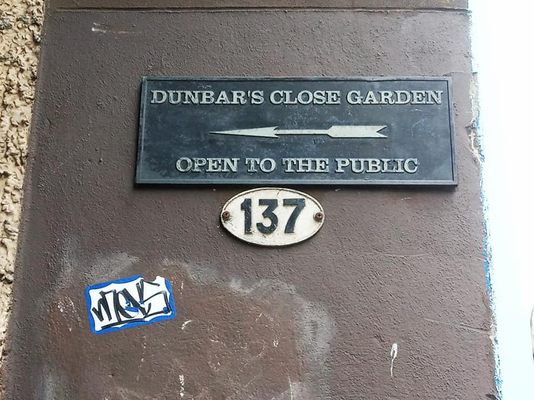 DUNBAR'S CLOSE GARDEN
OPEN TO THE PUBLIC
137